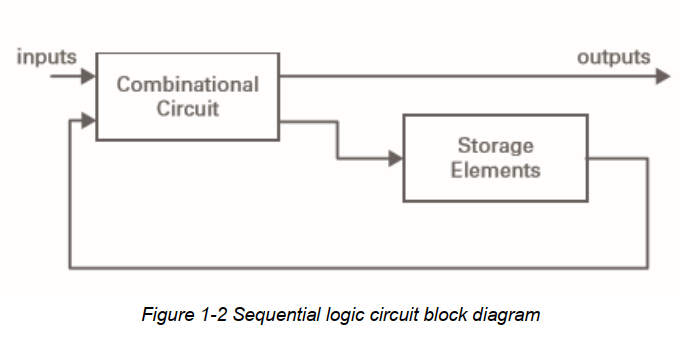 inputs
outputs
Combinational
Circuit
Storage
Elements
Figure 1-2 Sequential logic circuit block diagram